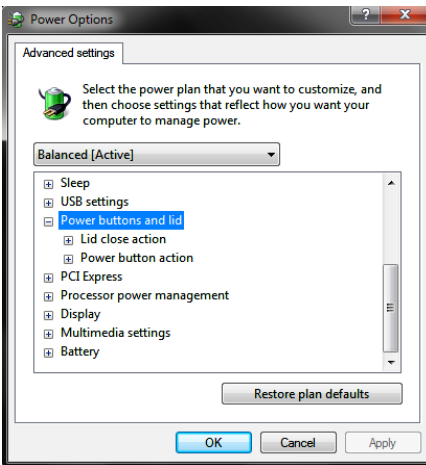 Power Options
Advanced settings
Select the power plan that you want to customize, and
then choose settings that reflect how you want your
computer to manage power.
Balanced [Active]
Sleep
USB settings
Power buttons and lid
Lid close action
Power button action
PCI Express
Processor power management
Display
Multimedia settings
Battery
Restore plan defaults
OK
Cancel
Apply